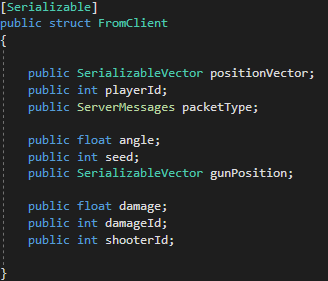 [Serializable]
public struct FromClient
{
public SerializableVector positionVector;
public int playerId;
public ServerMessages packetType;
public float angle;
public int seed;
public SerializableVector gunPosition;
public float damage;
public int damageId;
public int shooterId;
}